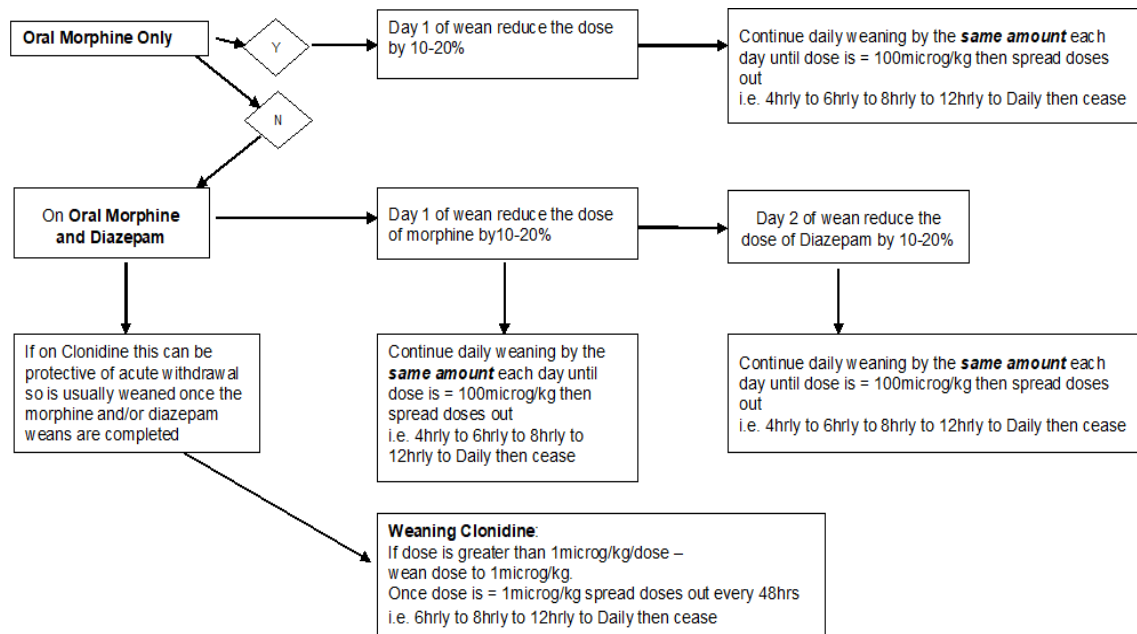 Oral Morphine Only
Y
Day 1 of wean reduce the dose
by 10-20%
Continue daily weaning by the same amount each
day until dose is = 100microg/kg then spread doses
out
i.e. 4hrly to 6hrly to 8hrly to 12hrly to Daily then cease
N
On Oral Morphine
and Diazepam
Day 1 of wean reduce the dose
of morphine by10-20%
Day 2 of wean reduce the
dose of Diazepam by 10-20%
If on Clonidine this can be
protective of acute withdrawal
so is usually weaned once the
morphine and/or diazepam
weans are completed
Continue daily weaning by the
same amount each day until
dose is = 100microg/kg then
spread doses out
i.e. 4hrly to 6hrly to 8hrly to
12hrly to Daily then cease
Continue daily weaning by the same amount each
day until dose is = 100microg/kg then spread doses
out
i.e. 4hrly to 6hrly to 8hrly to 12hrly to Daily then cease
Weaning Clonidine:
If dose is greater than 1microg/kg/dose –
wean dose to 1microg/kg.
Once dose is = 1microg/kg spread doses out every 48hrs
i.e. 6hrly to 8hrly to 12hrly to Daily then cease